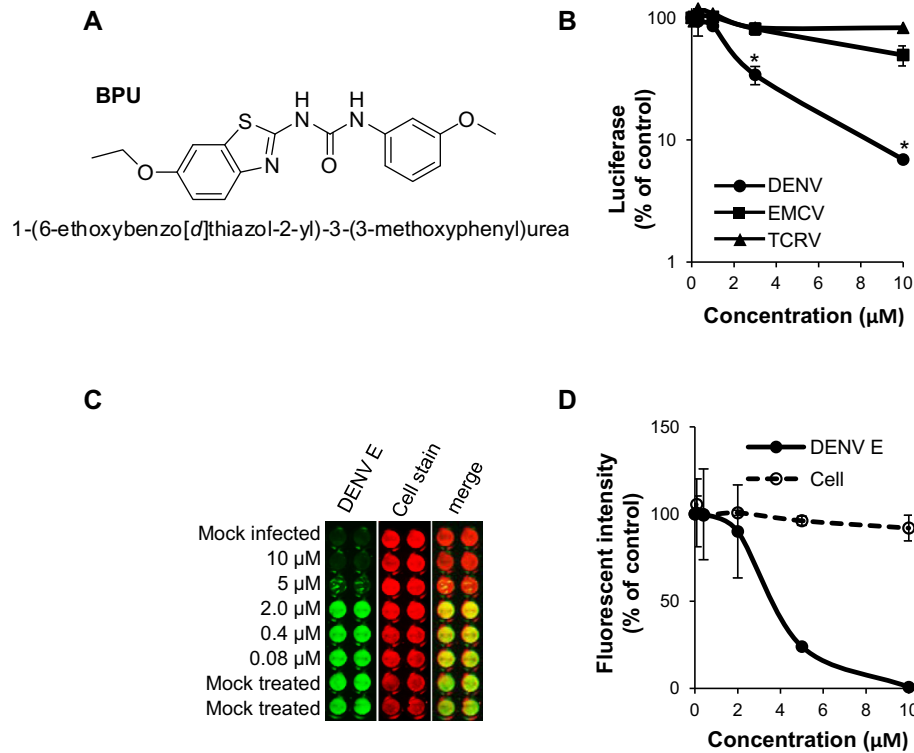 A
BPU
S
H
N
H
N
O
N
O
O
1-(6-ethoxybenzo[d]thiazol-2-yl)-3-(3-methoxyphenyl)urea
B
Luciferase
(% of control)
100
10
1
*
*
DENV
EMCV
TCRV
0 2 4 6 8 10
Concentration (µM)
C
DENV E
Cell stain
merge
Mock infected
10 µM
5 µM
2.0 µM
0.4 µM
0.08 µM
Mock treated
Mock treated
D
Fluorescent intensity
(% of control)
150
100
50
0
DENV E
Cell
0 2 4 6 8 10
Concentration (µM)